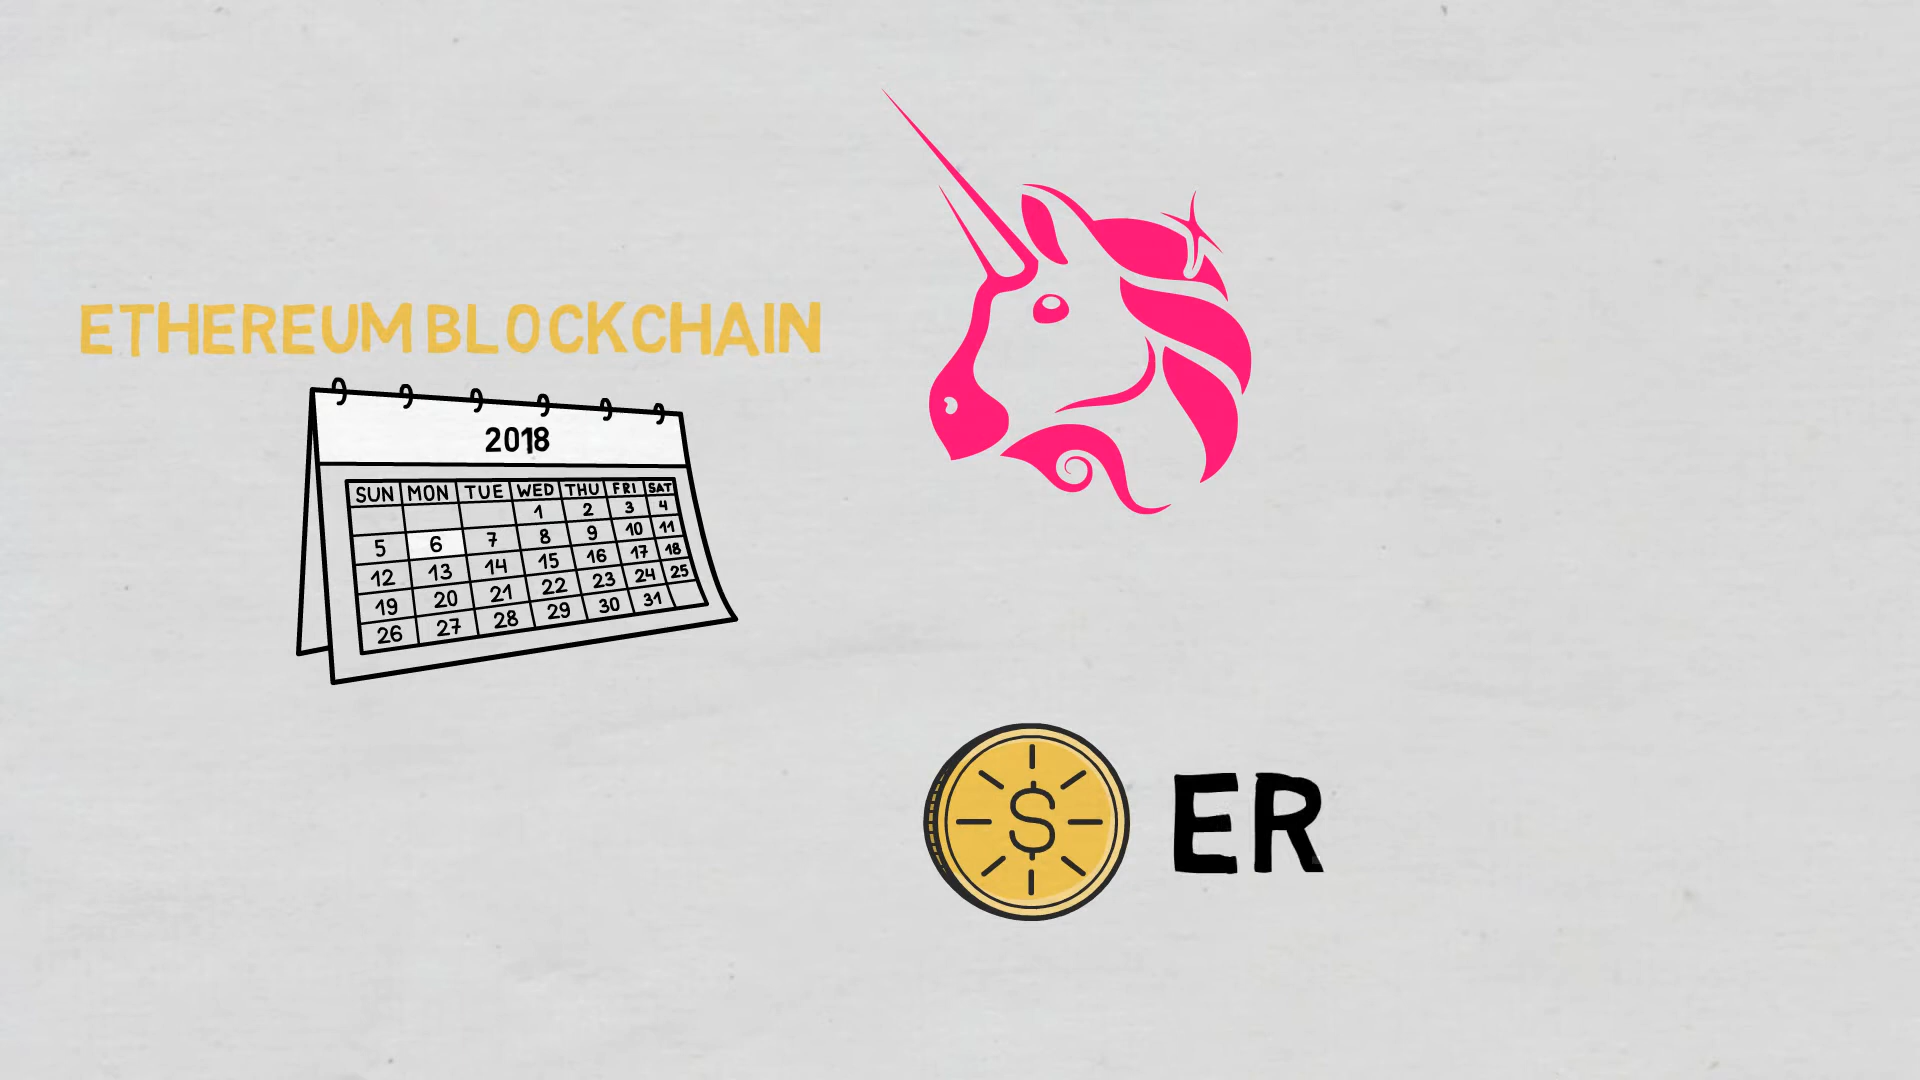 ETHEREUM BLOCKCHAIN
2018
SUN MON TUE WED THU FRI SAT
1 2 3 4
5 6 7 8 9 10 11
12 13 14 15 16 17 18
19 20 21 22 23 24 25
26 27 28 29 30 31
$ ER